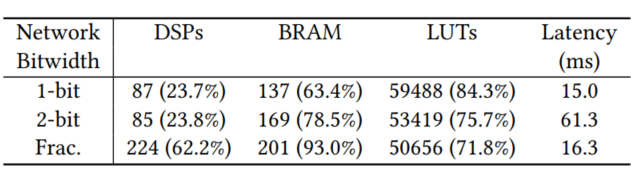 Network Bitwidth DSPs BRAM LUTs Latency (ms)
1-bit 87 (23.7%) 137 (63.4%) 59488 (84.3%) 15.0
2-bit 85 (23.8%) 169 (78.5%) 53419 (75.7%) 61.3
Frac. 224 (62.2%) 201 (93.0%) 50656 (71.8%) 16.3